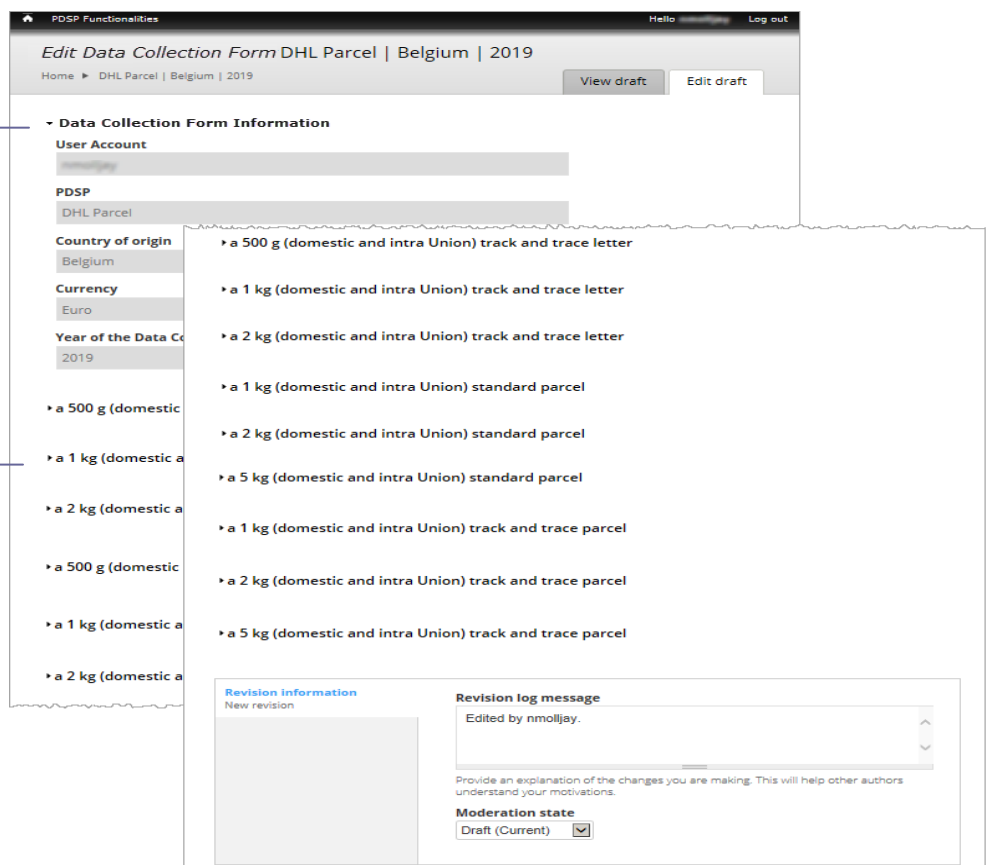 PDSP Functionalities
Hello Log out
Edit Data Collection Form DHL Parcel | Belgium | 2019
Home ▶ DHL Parcel | Belgium | 2019
View draft
Edit draft
Data Collection Form Information
User Account
PDSP
DHL Parcel
Country of origin
Belgium
Currency
Euro
Year of the Data Co
2019
a 500 g (domestic
a 1 kg (domestic a
a 2 kg (domestic a
a 500 g (domestic
a 1 kg (domestic a
a 2 kg (domestic a
a 500 g (domestic and intra Union) track and trace letter
a 1 kg (domestic and intra Union) track and trace letter
a 2 kg (domestic and intra Union) track and trace letter
a 1 kg (domestic and intra Union) standard parcel
a 2 kg (domestic and intra Union) standard parcel
a 5 kg (domestic and intra Union) standard parcel
a 1 kg (domestic and intra Union) track and trace parcel
a 2 kg (domestic and intra Union) track and trace parcel
a 5 kg (domestic and intra Union) track and trace parcel
Revision information
New revision
Revision log message
Edited by nmolljay.
Provide an explanation of the changes you are making. This will help other authors
understand your motivations.
Moderation state
Draft (Current)